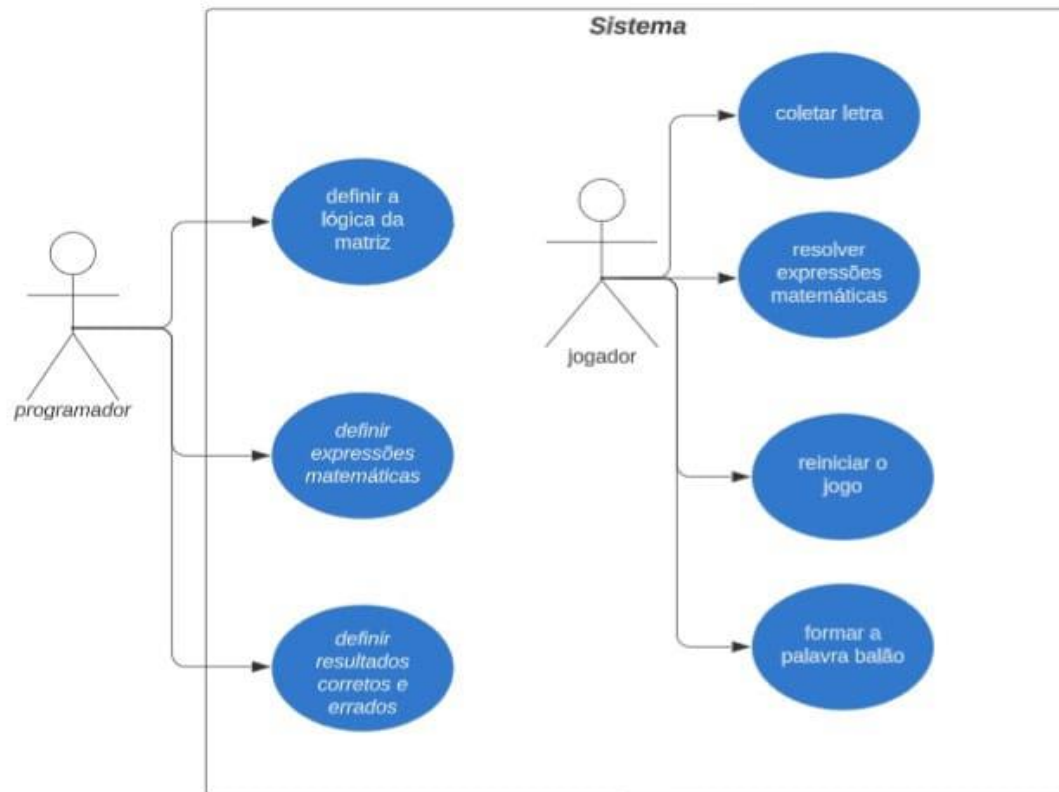 Sistema
coletar letra
definir a
lógica da
matriz
resolver
expressões
matemáticas
jogador
programador
definir
expressões
matemáticas
reiniciar o
jogo
definir
resultados
corretos e
errados
formar a
palavra balão